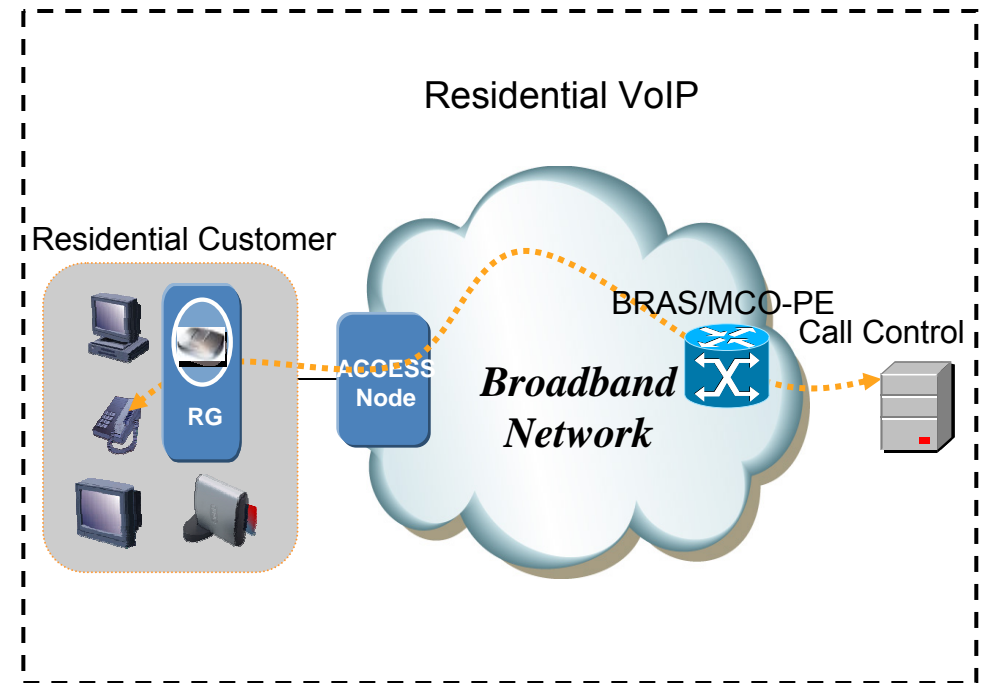 Residential VoIP
Residential Customer
BRAS/MCO-PE
Call Control
ACCESS
Node
Broadband
Network
RG